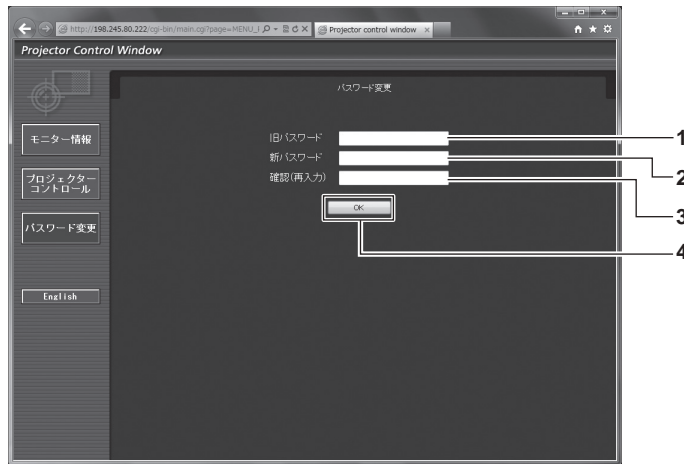 http://198.245.80.222/cgi-bin/main.cgi?page=MENU_I
Projector control window
Projector Control Window
パスワード変更
モニター情報
プロジェクター
コントロール
パスワード変更
English
旧パスワード
新パスワード
確認(再入力)
OK
1
2
3
4